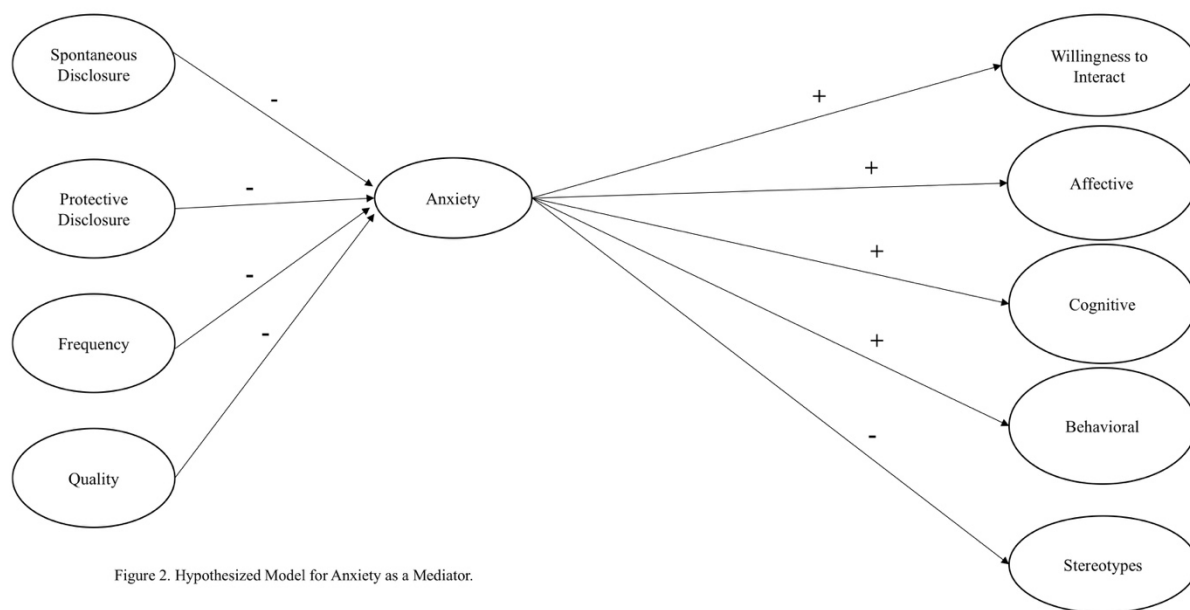 Spontaneous
Disclosure
Protective
Disclosure
Frequency
Quality
-
-
-
-
Anxiety
+
+
+
+
-
Willingness to
Interact
Affective
Cognitive
Behavioral
Stereotypes
Figure 2. Hypothesized Model for Anxiety as a Mediator.